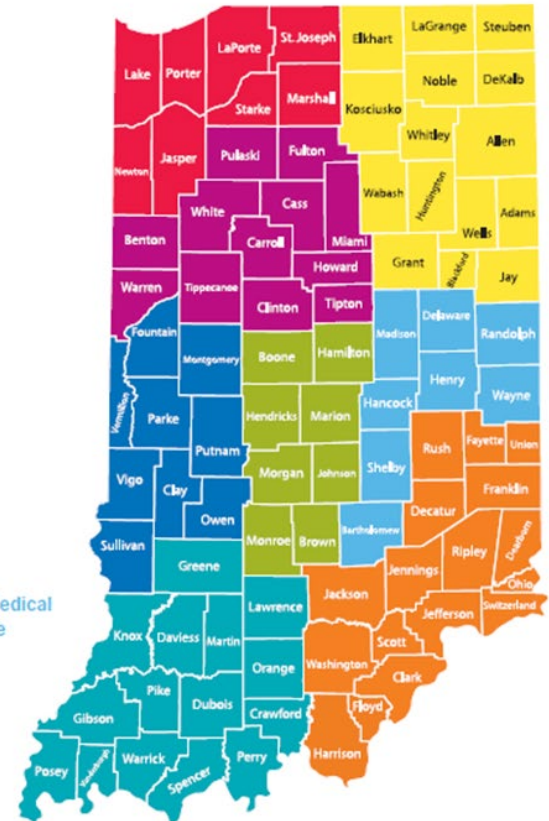 St. Joseph
LaGrange
Steuben
Elkhart
LaPorte
Lake
Porter
Noble
DeKalb
Marshall
Starke
Kosciusko
Whitley
Allen
Pulaski
Fulton
Jasper
Newton
Wabash
Huntington
Cass
White
Adams
Wells
Carroll
Miami
Benton
Grant
Blackford
Jay
Howard
Warren
Tippecanoe
Clinton
Tipton
Fountain
Madison
Delaware
Randolph
Montgomery
Boone
Hamilton
Henry
Wayne
Hancock
Vermillion
Parke
Hendricks
Marion
Putnam
Rush
Fayette
Union
Shelby
Vigo
Clay
Morgan
Johnson
Franklin
Decatur
Owen
Bartholomew
Monroe
Brown
Sullivan
Dearborn
Ripley
Greene
Jennings
Ohio
Jackson
Switzerland
edical
e
Lawrence
Jefferson
Knox
Daviess
Martin
Scott
Orange
Washington
Clark
Pike
Dubois
Floyd
Gibson
Crawford
Harrison
Perry
Warrick
Posey
Vanderburgh
Spencer